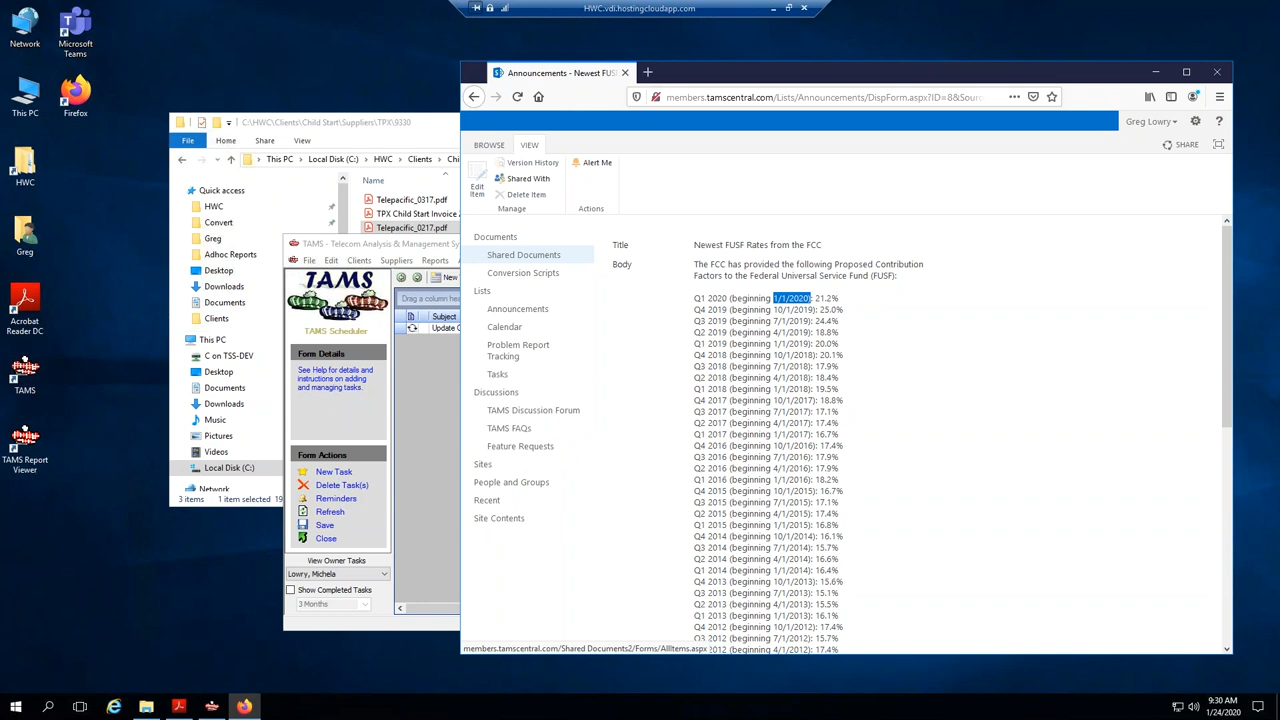 HWC.vdi.hostingcloudapp.com
Network
Microsoft
Teams
This PC
Firefox
HWC
Greg
Acrobat
Reader DC
TAMS
TAMS Report
Viewer
C:\HWC\Clients\Child Start\Suppliers\TPX\9330
File
Home
Share
View
This PC
Local Disk (C:)
HWC
Clients
Quick access
HWC
Convert
Greg
Adhoc Reports
Desktop
Downloads
Documents
Clients
This PC
C on TSS-DEV
Desktop
Documents
Downloads
Music
Pictures
Videos
Local Disk (C:)
Network
3 items
1 item selected
Name
Telepacific_0317.pdf
TPX Child Start Invoice
Telepacific_0217.pdf
TAMS - Telecom Analysis & Management Sy
File Edit Clients Suppliers Reports
TAMS
TAMS Scheduler
Form Details
See Help for details and
instructions on adding
and managing tasks.
Form Actions
New Task
Delete Task(s)
Reminders
Refresh
Save
Close
View Owner Tasks
Lowry, Michela
Show Completed Tasks
3 Months
New
Drag a column hea
Subject
Update
Announcements - Newest FUSF
members.tamscentral.com/Lists/Announcements/DispForm.aspx?ID=8&Sour
Greg Lowry
BROWSE
VIEW
SHARE
Edit
Item
Version History
Shared With
Delete Item
Manage
Alert Me
Actions
Documents
Shared Documents
Conversion Scripts
Lists
Announcements
Calendar
Problem Report
Tracking
Tasks
Discussions
TAMS Discussion Forum
TAMS FAQs
Feature Requests
Sites
People and Groups
Recent
Site Contents
Title
Newest FUSF Rates from the FCC
Body
The FCC has provided the following Proposed Contribution
Factors to the Federal Universal Service Fund (FUSF):
Q1 2020 (beginning 1/1/2020): 21.2%
Q4 2019 (beginning 10/1/2019): 25.0%
Q3 2019 (beginning 7/1/2019): 24.4%
Q2 2019 (beginning 4/1/2019): 18.8%
Q1 2019 (beginning 1/1/2019): 20.0%
Q4 2018 (beginning 10/1/2018): 20.1%
Q3 2018 (beginning 7/1/2018): 17.9%
Q2 2018 (beginning 4/1/2018): 18.4%
Q1 2018 (beginning 1/1/2018): 19.5%
Q4 2017 (beginning 10/1/2017): 18.8%
Q3 2017 (beginning 7/1/2017): 17.1%
Q2 2017 (beginning 4/1/2017): 17.4%
Q1 2017 (beginning 1/1/2017): 16.7%
Q4 2016 (beginning 10/1/2016): 17.4%
Q3 2016 (beginning 7/1/2016): 17.9%
Q2 2016 (beginning 4/1/2016): 17.9%
Q1 2016 (beginning 1/1/2016): 18.2%
Q4 2015 (beginning 10/1/2015): 16.7%
Q3 2015 (beginning 7/1/2015): 17.1%
Q2 2015 (beginning 4/1/2015): 17.4%
Q1 2015 (beginning 1/1/2015): 16.8%
Q4 2014 (beginning 10/1/2014): 16.1%
Q3 2014 (beginning 7/1/2014): 15.7%
Q2 2014 (beginning 4/1/2014): 16.6%
Q1 2014 (beginning 1/1/2014): 16.4%
Q4 2013 (beginning 10/1/2013): 15.6%
Q3 2013 (beginning 7/1/2013): 15.1%
Q2 2013 (beginning 4/1/2013): 15.5%
Q1 2013 (beginning 1/1/2013): 16.1%
Q4 2012 (beginning 10/1/2012): 17.4%
Q3 2012 (beginning 7/1/2012): 15.7%
2012 (beginning 4/1/2012): 17.4%
members.tamscentral.com/Shared Documents2/Forms/AllItems.aspx
9:30 AM
1/24/2020